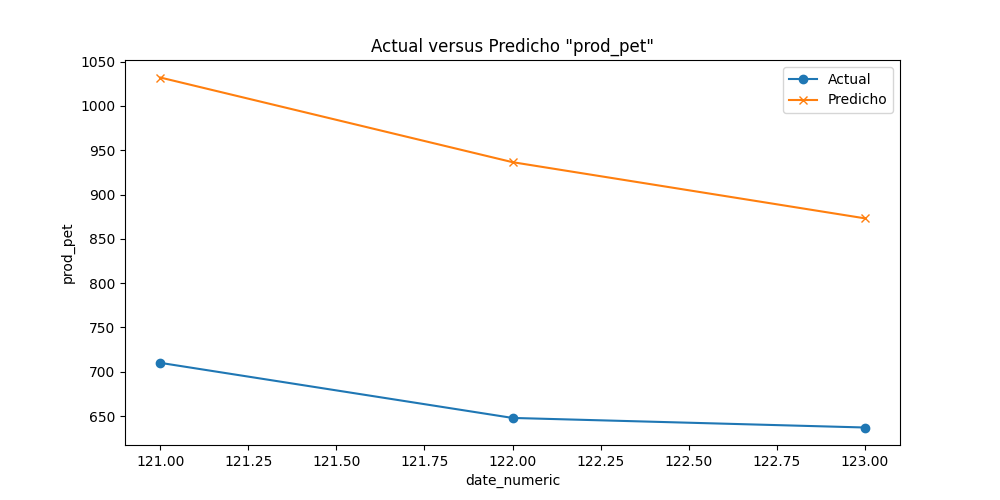 Actual versus Predicho "prod_pet"
Actual
Predicho
1050
1000
950
900
850
800
750
700
650
prod_pet
121.00 121.25 121.50 121.75 122.00 122.25 122.50 122.75 123.00
date_numeric